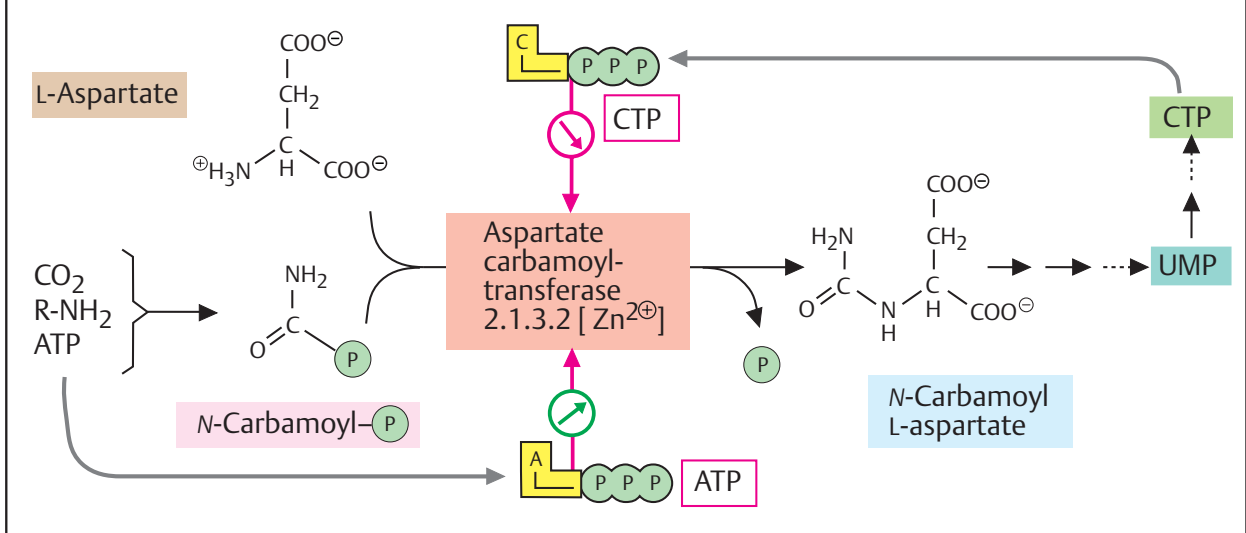 COO⊖
CH2
C
H
⊕H3N
COO⊖
L-Aspartate
C
P P P
CTP
CTP
CO2
R-NH2
ATP
NH2
C
O
P
N-Carbamoyl–P
Aspartate
carbamoyl-
transferase
2.1.3.2 [ Zn2⊕]
P
A
P P P
ATP
COO⊖
H2N
CH2
C
O
N
H
C
H
COO⊖
N-Carbamoyl
L-aspartate
UMP